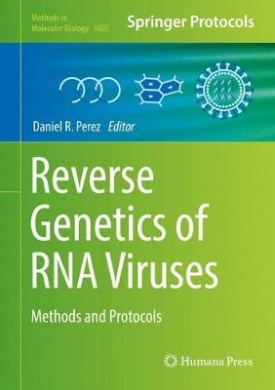 Methods in
Springer Protocols
Molecular Biology 1602
Daniel R. Perez Editor
Reverse
Genetics of
RNA Viruses
Methods and Protocols
Humana Press